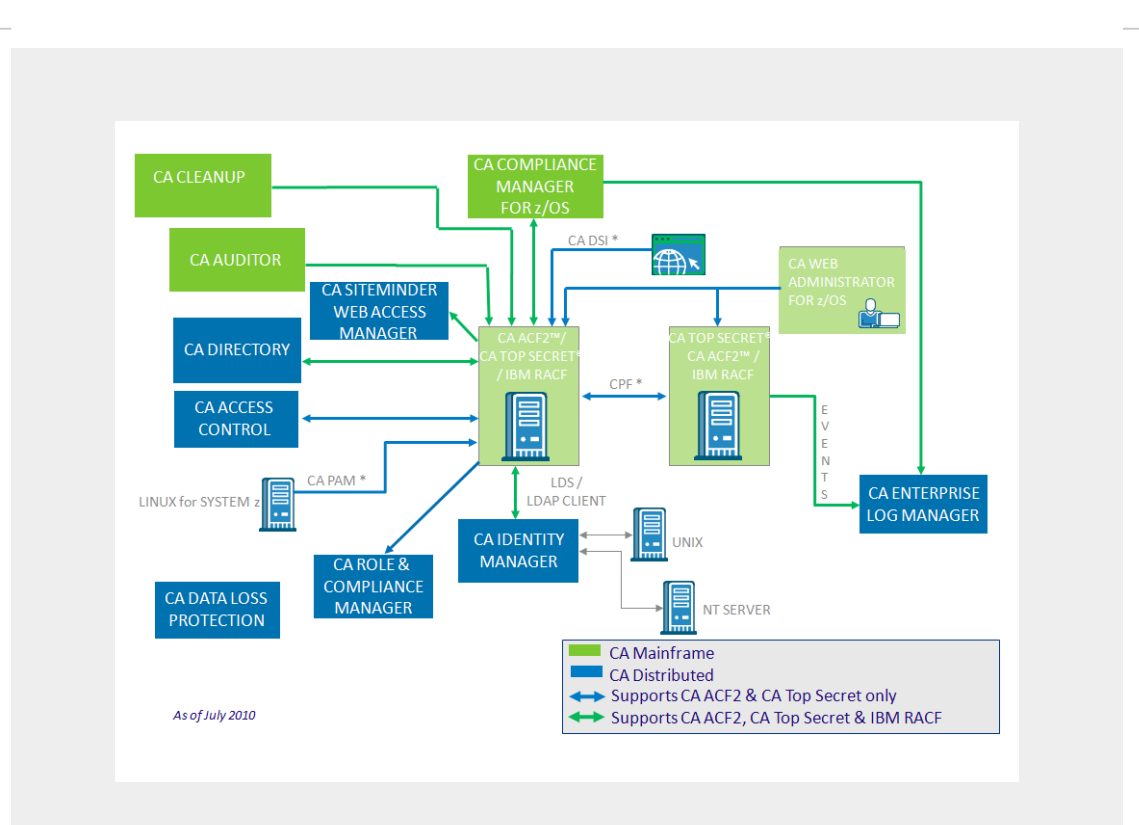 CA CLEANUP
CA COMPLIANCE
MANAGER
FOR z/OS
CA AUDITOR
CA DSI *
CA WEB
ADMINISTRATOR
FOR z/OS
CA SITEMINDER
WEB ACCESS
MANAGER
CA DIRECTORY
CA ACF2™/
CA TOP SECRET®
/ IBM RACF
CA TOP SECRET®
CA ACF2™ /
IBM RACF
CPF *
CA ACCESS
CONTROL
E
V
E
N
T
S
CA PAM *
LINUX for SYSTEM z
LDS /
LDAP CLIENT
CA ENTERPRISE
LOG MANAGER
CA IDENTITY
MANAGER
UNIX
CA ROLE &
COMPLIANCE
MANAGER
NT SERVER
CA DATA LOSS
PROTECTION
CA Mainframe
CA Distributed
Supports CA ACF2 & CA Top Secret only
Supports CA ACF2, CA Top Secret & IBM RACF
As of July 2010